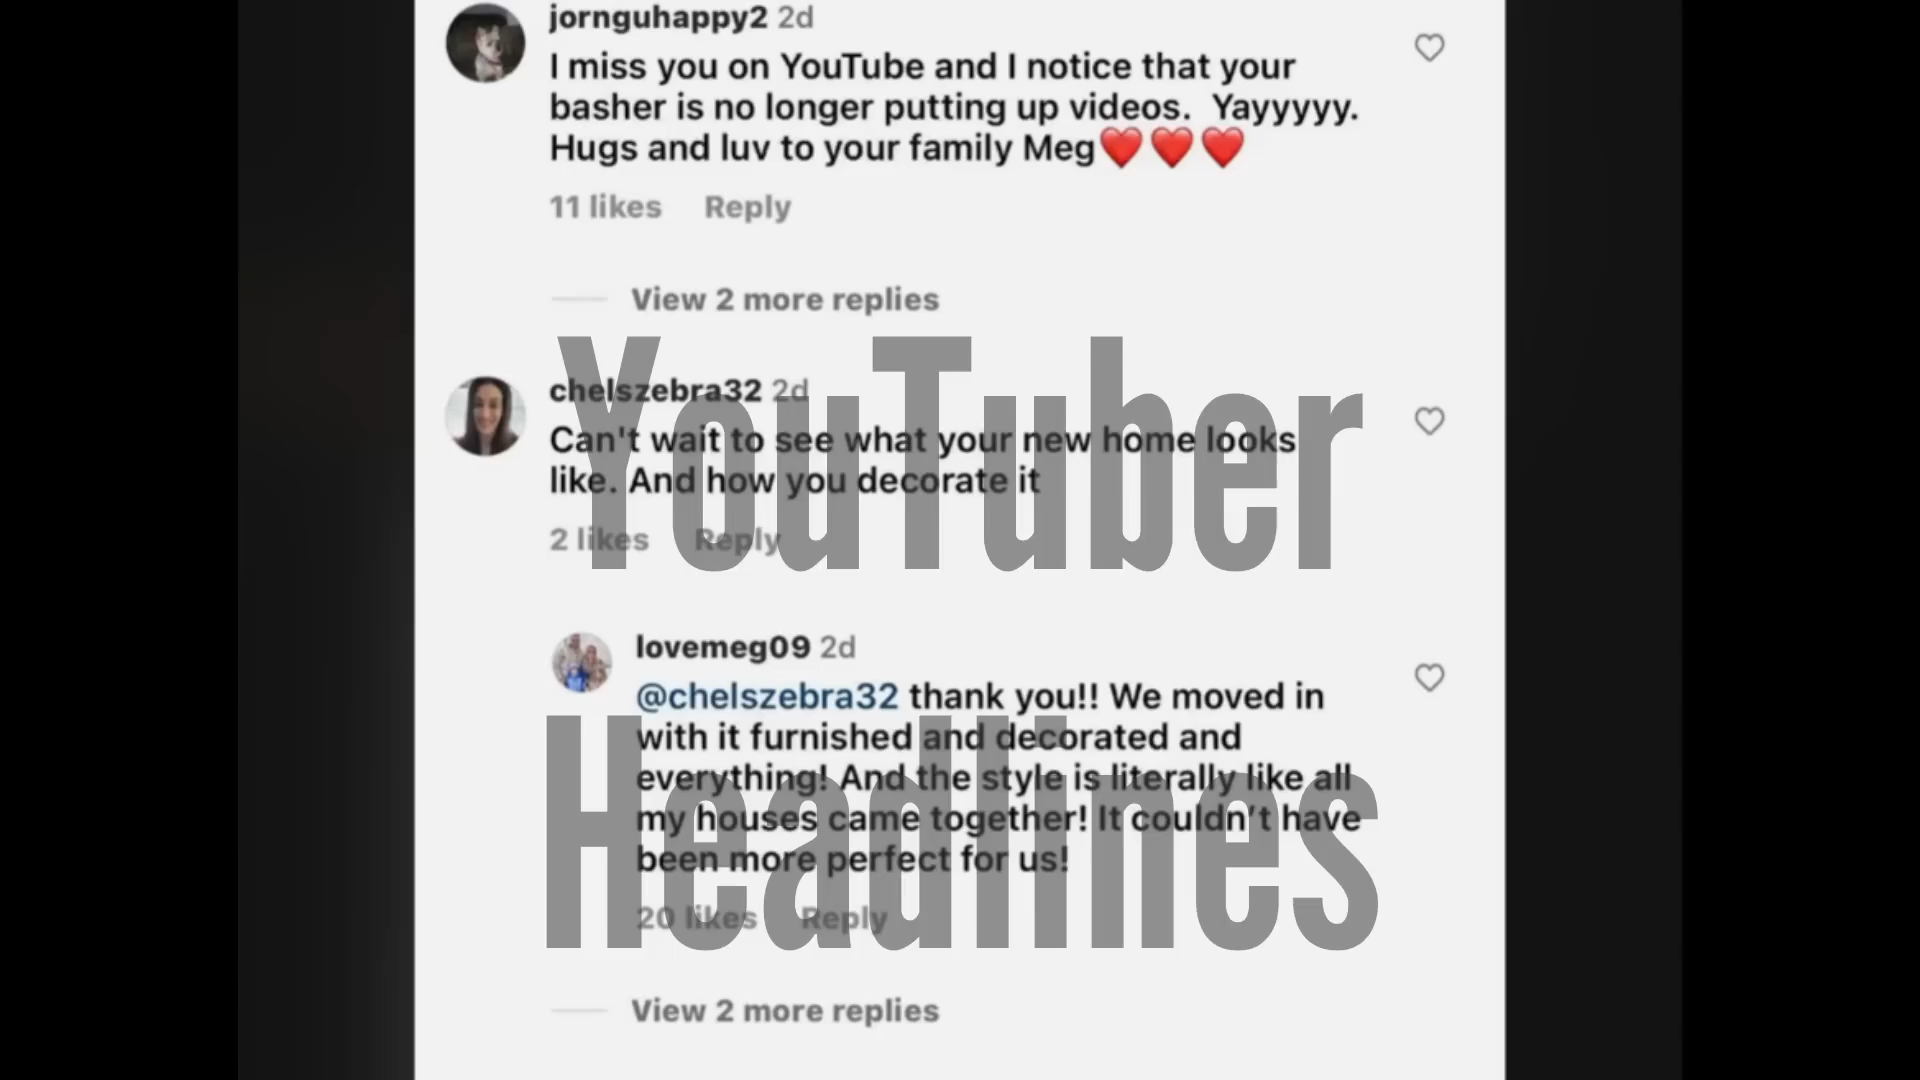 jornguhappy2 2d
I miss you on YouTube and I notice that your
basher is no longer putting up videos.  Yayyyyy.
Hugs and luv to your family Meg❤️❤️❤️
11 likes Reply
View 2 more replies
chelszebra32 2d
Can't wait to see what your new home looks
like. And how you decorate it
2 likes Reply
YouTuber
lovemeg09 2d
@chelszebra32 thank you!! We moved in
with it furnished and decorated and
everything! And the style is literally like all
my houses came together! It couldn't have
been more perfect for us!
20 likes Reply
Headlines
View 2 more replies